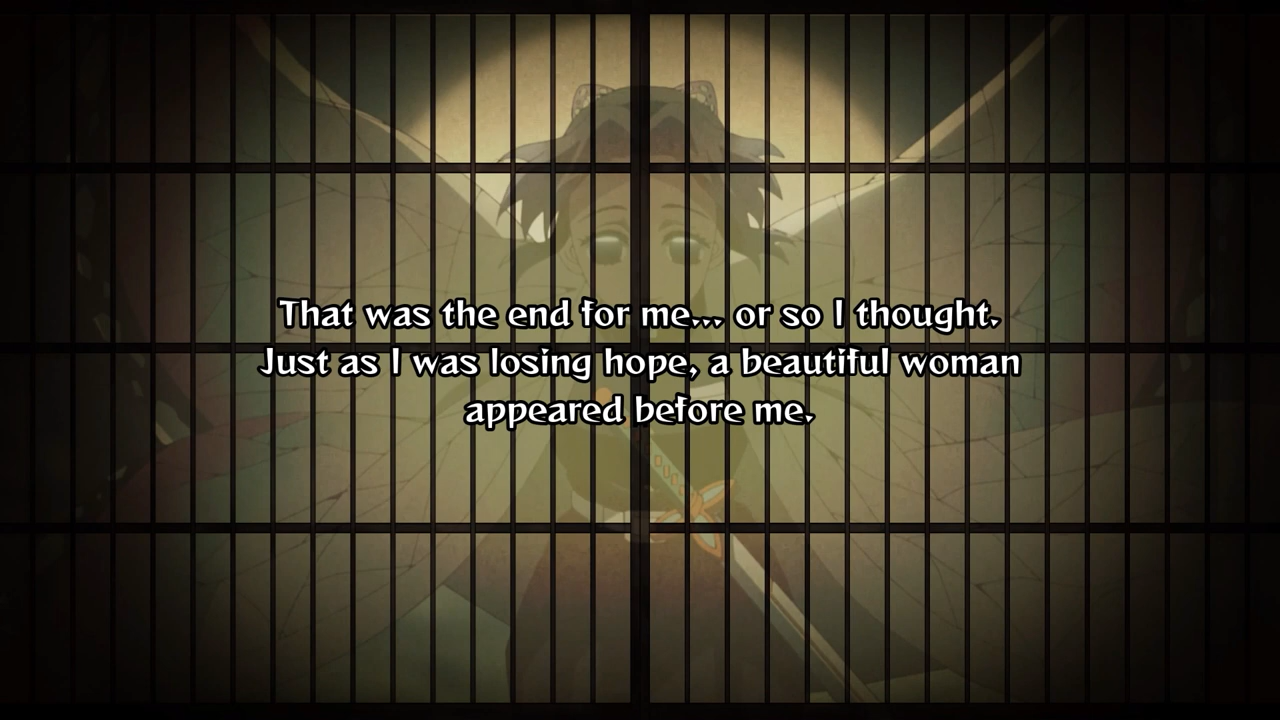 That was the end for me... or so I thought.
Just as I was losing hope, a beautiful woman
appeared before me.